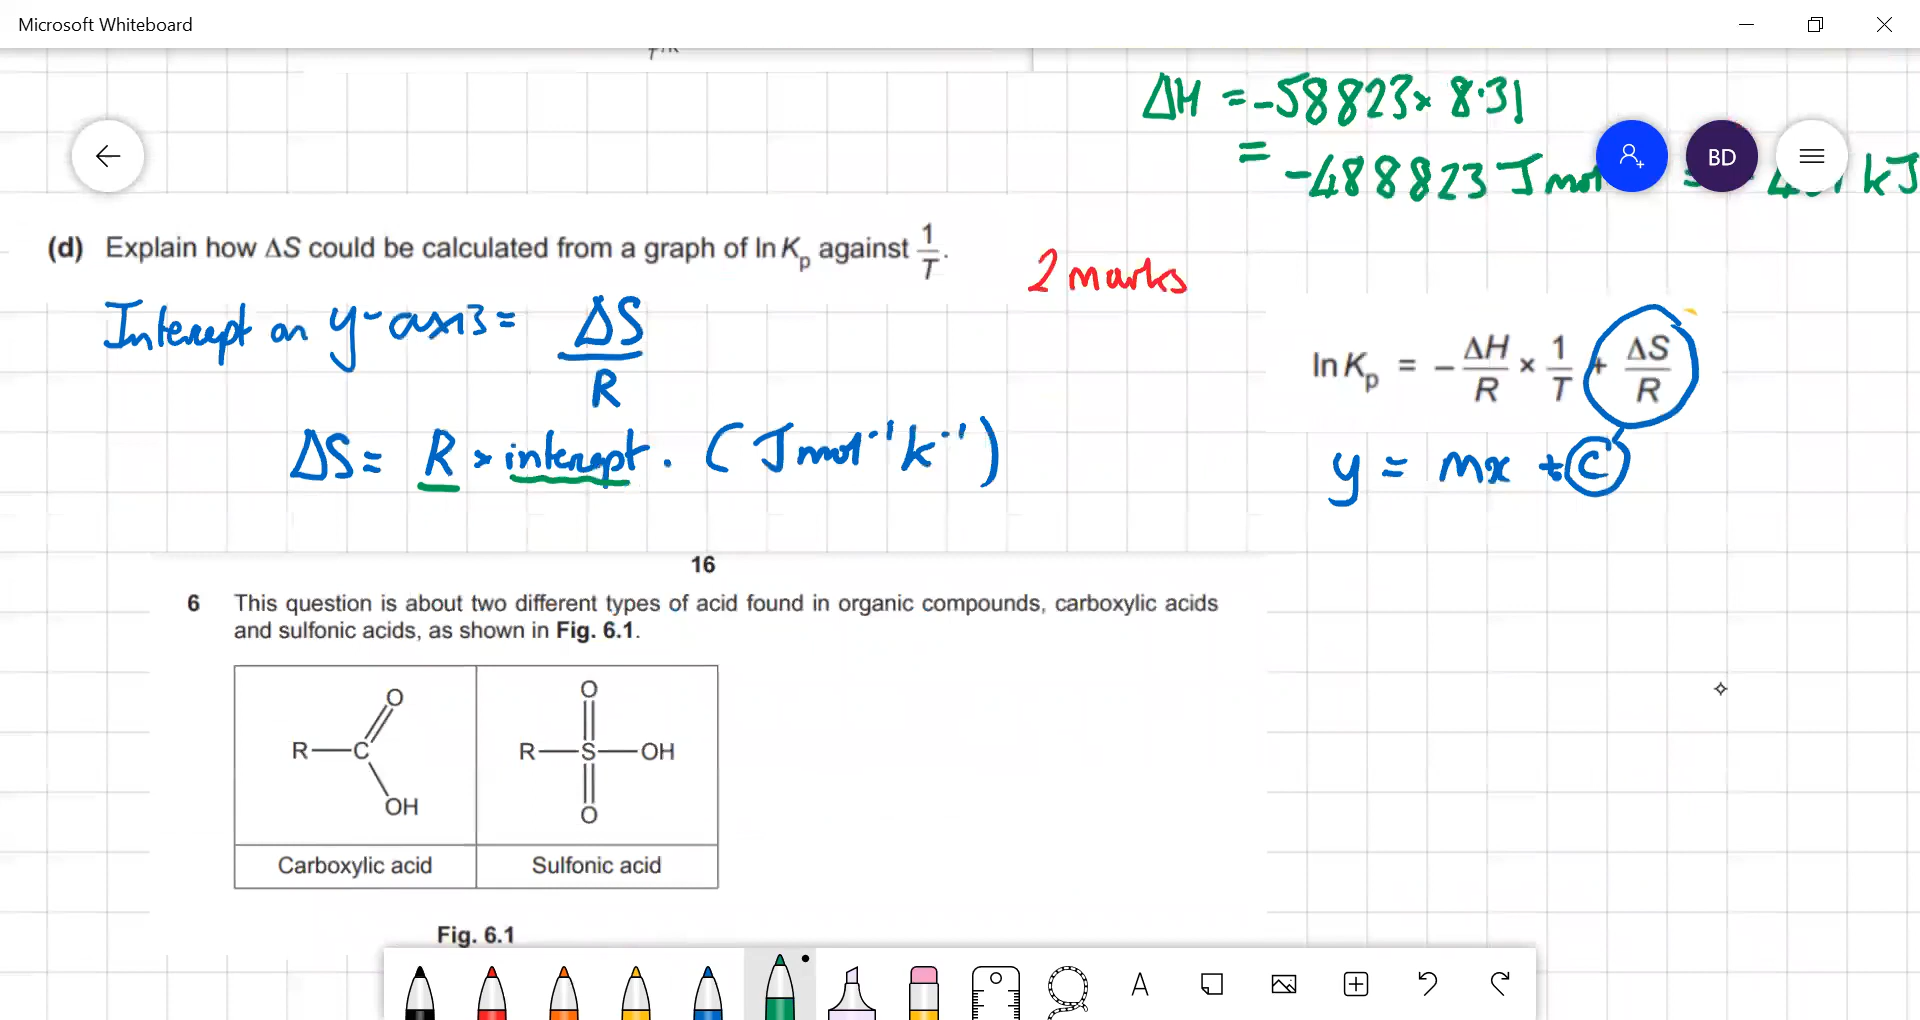 Microsoft Whiteboard
ΔH = -58823 × 8.31
= -488823 J mol
kJ
BD
(d) Explain how ΔS could be calculated from a graph of ln Kp against 1/T.
2 marks
Intercept on y-axis = ΔS/R
ΔS = R × intercept. (J mol⁻¹ K⁻¹)
ln Kp = - ΔH/R × 1/T + ΔS/R
y = mx + c
16
6 This question is about two different types of acid found in organic compounds, carboxylic acids
and sulfonic acids, as shown in Fig. 6.1.
O
R C
OH
O
R S OH
O
Carboxylic acid
Sulfonic acid
Fig. 6.1
A